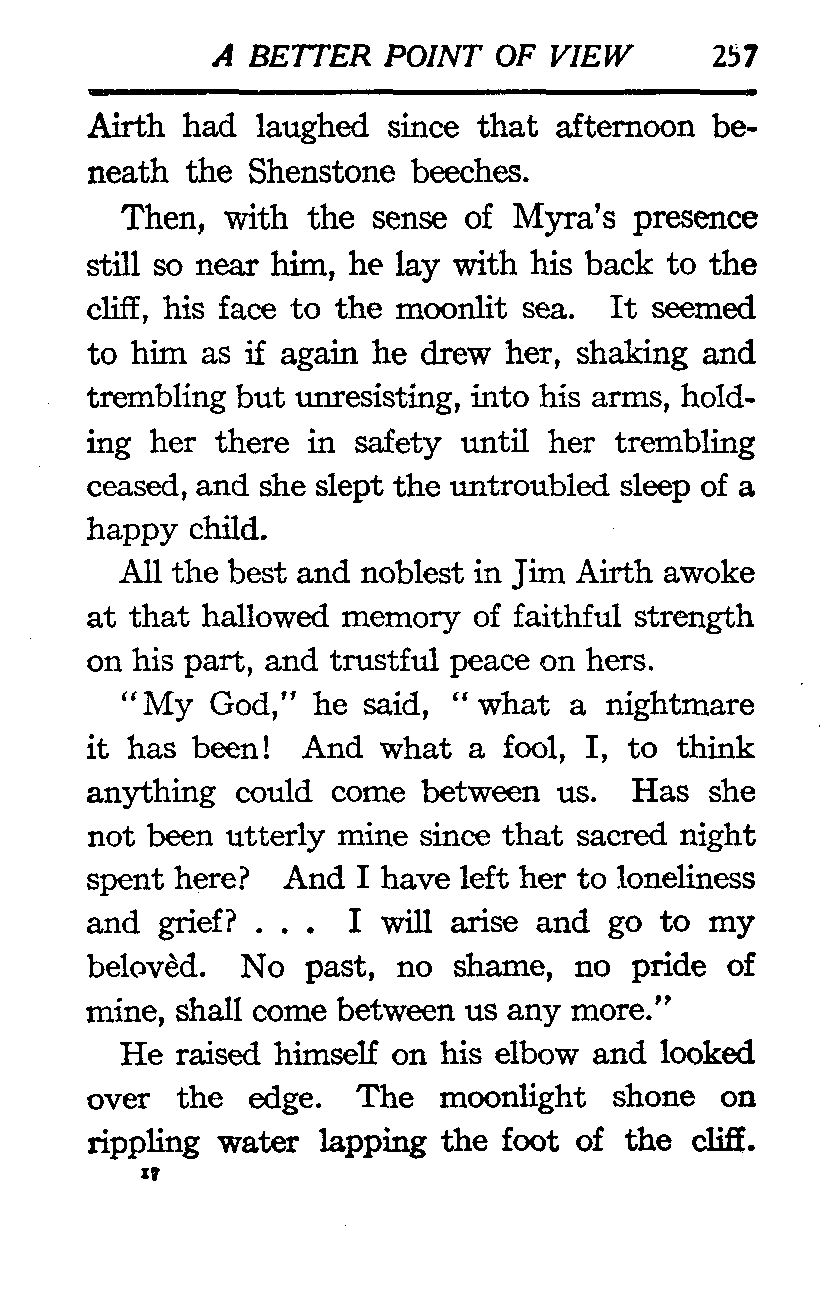 A BETTER POINT OF VIEW 257
Airth had laughed since that afternoon be-
neath the Shenstone beeches.
Then, with the sense of Myra's presence
still so near him, he lay with his back to the
cliff, his face to the moonlit sea. It seemed
to him as if again he drew her, shaking and
trembling but unresisting, into his arms, hold-
ing her there in safety until her trembling
ceased, and she slept the untroubled sleep of a
happy child.
All the best and noblest in Jim Airth awoke
at that hallowed memory of faithful strength
on his part, and trustful peace on hers.
"My God," he said, "what a nightmare
it has been! And what a fool, I, to think
anything could come between us. Has she
not been utterly mine since that sacred night
spent here? And I have left her to loneliness
and grief? . . . I will arise and go to my
belovèd. No past, no shame, no pride of
mine, shall come between us any more."
He raised himself on his elbow and looked
over the edge. The moonlight shone on
rippling water lapping the foot of the cliff.
17